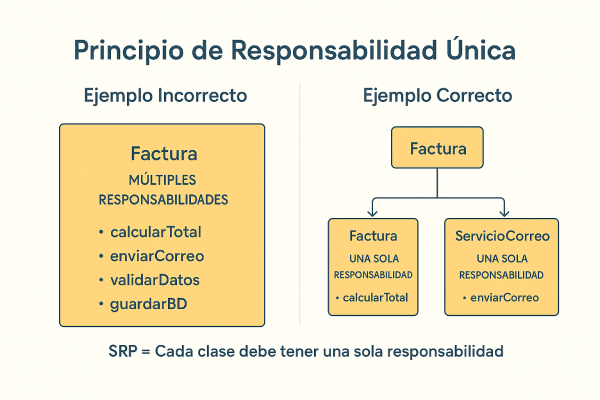 Principio de Responsabilidad Única
Ejemplo Incorrecto
Factura
MÚLTIPLES
RESPONSABILIDADES
• calcularTotal
• enviarCorreo
• validarDatos
• guardarBD
Ejemplo Correcto
Factura
Factura
UNA SOLA
RESPONSABILIDAD
• calcularTotal
ServicioCorreo
UNA SOLA
RESPONSABILIDAD
• enviarCorreo
SRP = Cada clase debe tener una sola responsabilidad